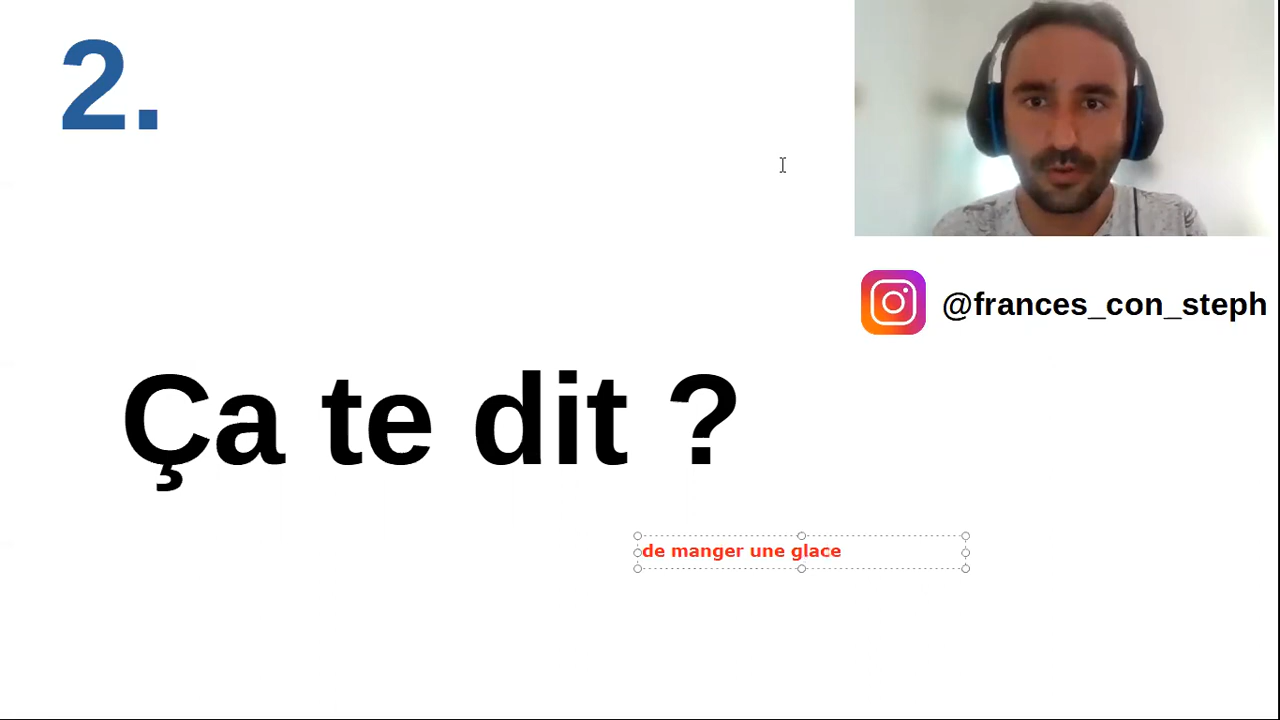 2.
@frances_con_steph
Ça te dit ?
de manger une glace